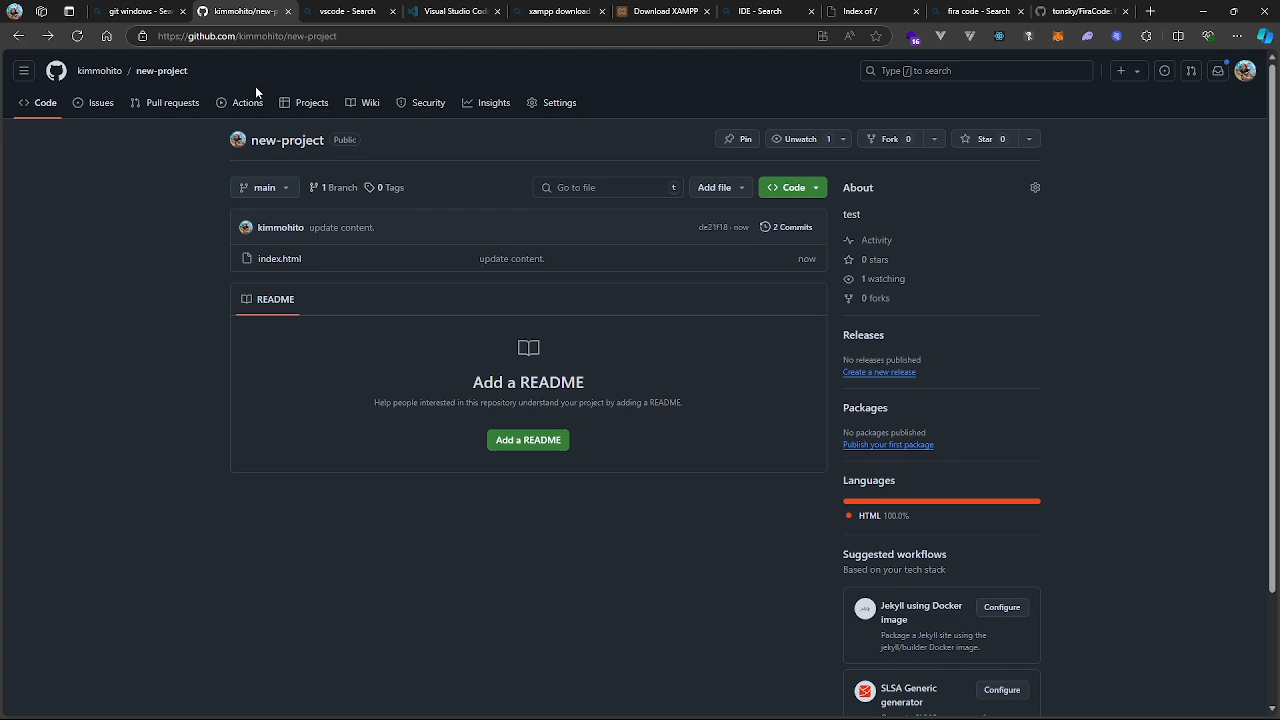 git windows - Sea
kimmohito/new-p
vscode - Search
Visual Studio Code
xampp download
Download XAMPP
IDE - Search
Index of /
fira code - Search
tonsky/FiraCode
https://github.com/kimmohito/new-project
16
kimmohito / new-project
Type / to search
Code
Issues
Pull requests
Actions
Projects
Wiki
Security
Insights
Settings
new-project Public
Pin
Unwatch 1
Fork 0
Star 0
main
1 Branch
0 Tags
Go to file t
Add file
Code
kimmohito update content.
de21f18 · now
2 Commits
index.html
update content.
now
README
Add a README
Help people interested in this repository understand your project by adding a README.
Add a README
About
test
Activity
0 stars
1 watching
0 forks
Releases
No releases published
Create a new release
Packages
No packages published
Publish your first package
Languages
HTML 100.0%
Suggested workflows
Based on your tech stack
Jekyll using Docker
image
Configure
Package a Jekyll site using the
jekyll/builder Docker image.
SLSA Generic
generator
Configure